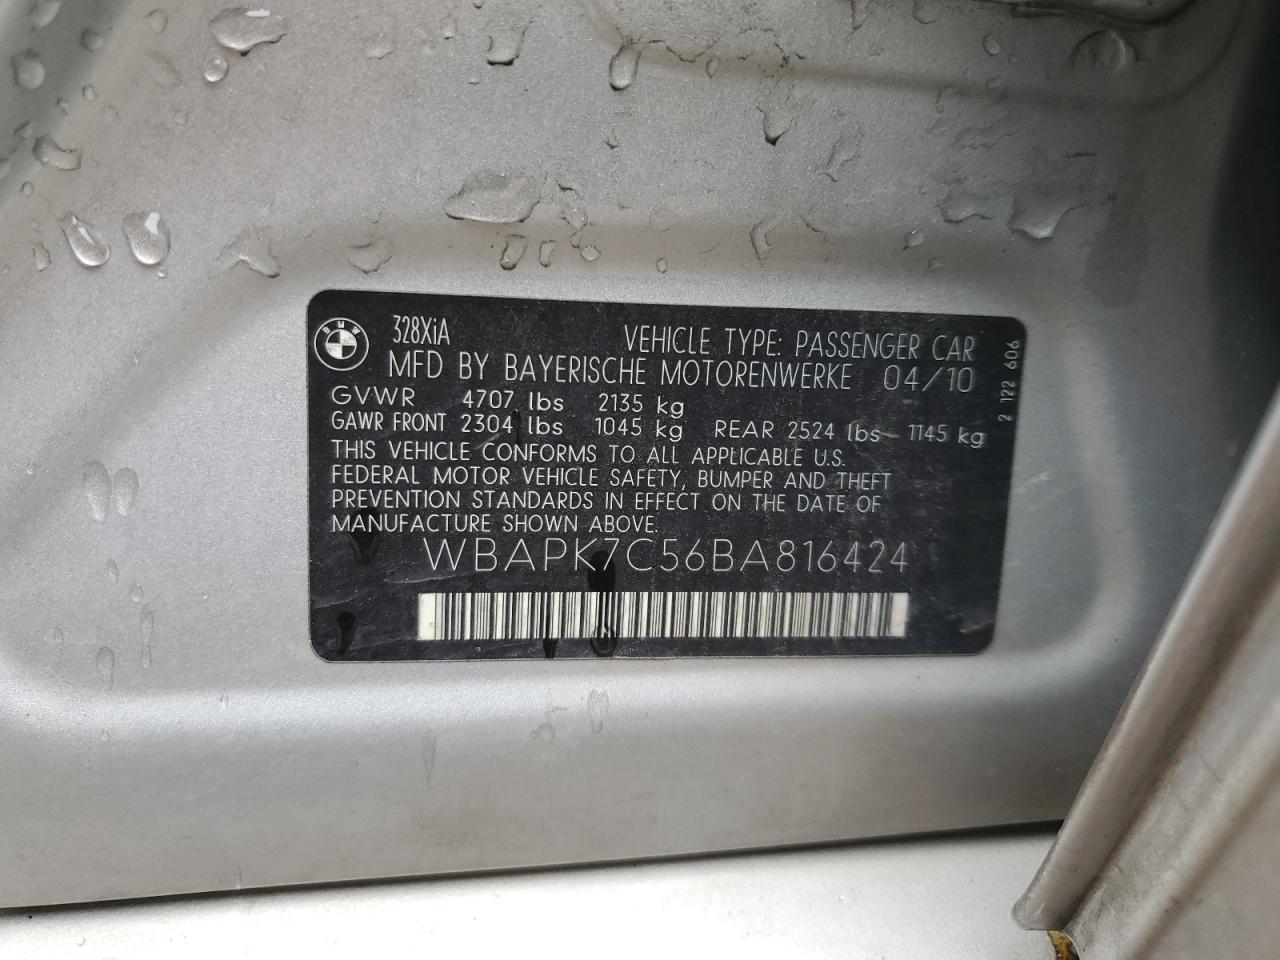 BMW
328XiA VEHICLE TYPE: PASSENGER CAR
MFD BY BAYERISCHE MOTORENWERKE 04/10
GVWR 4707 lbs 2135 kg
GAWR FRONT 2304 lbs 1045 kg REAR 2524 lbs 1145 kg
THIS VEHICLE CONFORMS TO ALL APPLICABLE U.S.
FEDERAL MOTOR VEHICLE SAFETY, BUMPER AND THEFT
PREVENTION STANDARDS IN EFFECT ON THE DATE OF
MANUFACTURE SHOWN ABOVE.
WBAPK7C56BA816424
2 122 606